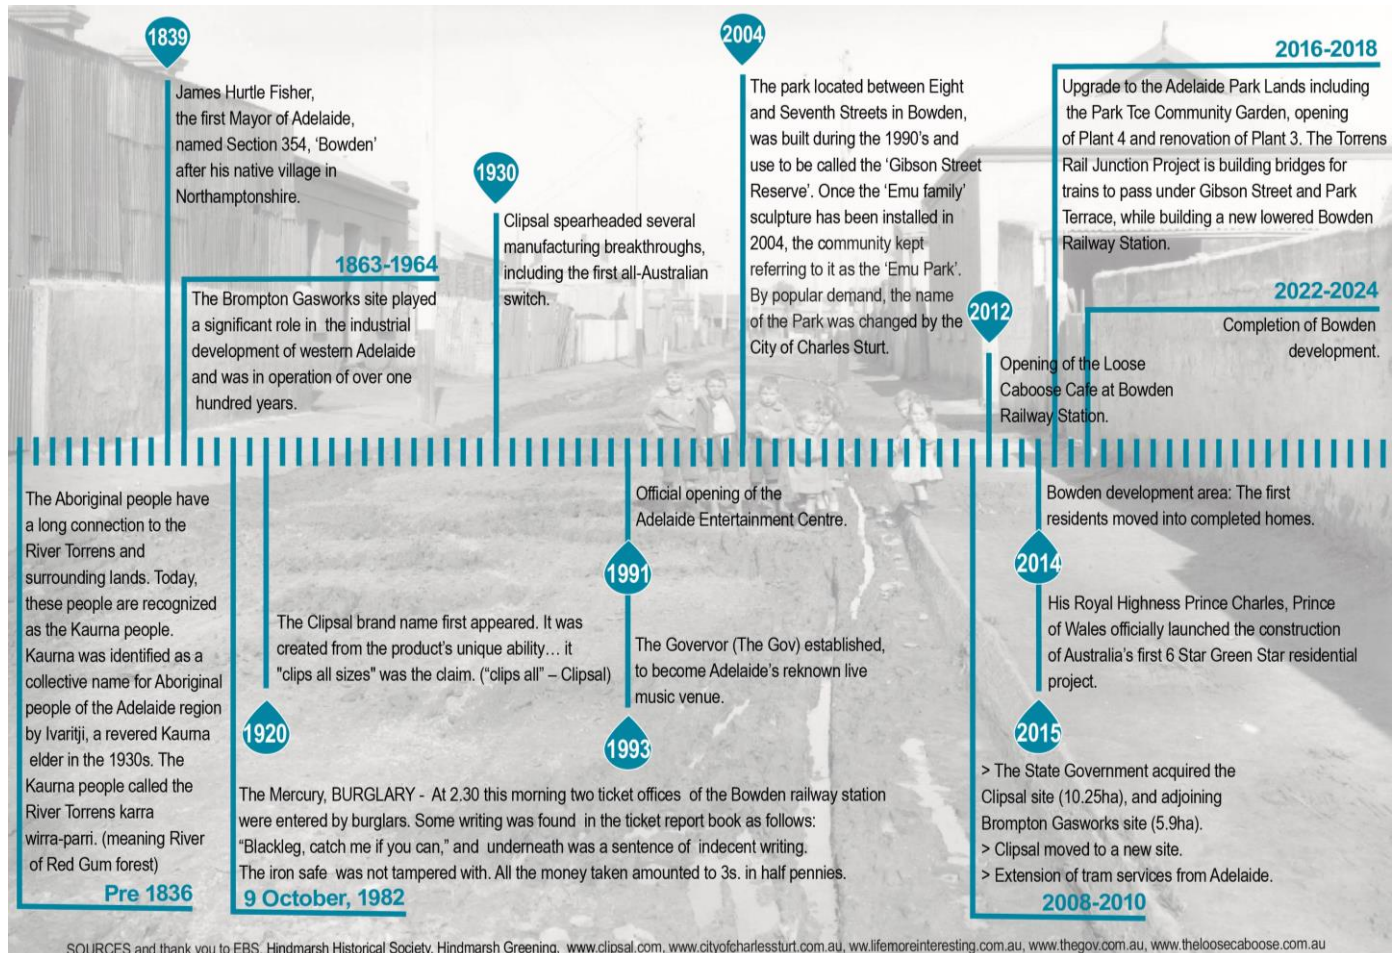 1839
James Hurtle Fisher,
the first Mayor of Adelaide,
named Section 354, ‘Bowden’
after his native village in
Northamptonshire.
1863-1964
The Brompton Gasworks site played
a significant role in the industrial
development of western Adelaide
and was in operation of over one
hundred years.
1930
Clipsal spearheaded several
manufacturing breakthroughs,
including the first all-Australian
switch.
2004
The park located between Eight
and Seventh Streets in Bowden,
was built during the 1990’s and
use to be called the ‘Gibson Street
Reserve’. Once the ‘Emu family’
sculpture has been installed in
2004, the community kept
referring to it as the ‘Emu Park’.
By popular demand, the name
of the Park was changed by the
City of Charles Sturt.
2012
Opening of the Loose
Caboose Cafe at Bowden
Railway Station.
2016-2018
Upgrade to the Adelaide Park Lands including
the Park Tce Community Garden, opening
of Plant 4 and renovation of Plant 3. The Torrens
Rail Junction Project is building bridges for
trains to pass under Gibson Street and Park
Terrace, while building a new lowered Bowden
Railway Station.
2022-2024
Completion of Bowden
development.
The Aboriginal people have
a long connection to the
River Torrens and
surrounding lands. Today,
these people are recognized
as the Kaurna people.
Kaurna was identified as a
collective name for Aboriginal
people of the Adelaide region
by Ivaritji, a revered Kaurna
elder in the 1930s. The
Kaurna people called the
River Torrens karra
wirra-parri. (meaning River
of Red Gum forest)
Pre 1836
The Clipsal brand name first appeared. It was
created from the product’s unique ability… it
"clips all sizes" was the claim. (“clips all” – Clipsal)
1920
The Mercury, BURGLARY - At 2.30 this morning two ticket offices of the Bowden railway station
were entered by burglars. Some writing was found in the ticket report book as follows:
“Blackleg, catch me if you can,” and underneath was a sentence of indecent writing.
The iron safe was not tampered with. All the money taken amounted to 3s. in half pennies.
9 October, 1982
Official opening of the
Adelaide Entertainment Centre.
1991
The Govervor (The Gov) established,
to become Adelaide’s reknown live
music venue.
1993
Bowden development area: The first
residents moved into completed homes.
2014
His Royal Highness Prince Charles, Prince
of Wales officially launched the construction
of Australia’s first 6 Star Green Star residential
project.
2015
> The State Government acquired the
Clipsal site (10.25ha), and adjoining
Brompton Gasworks site (5.9ha).
> Clipsal moved to a new site.
> Extension of tram services from Adelaide.
2008-2010
SOURCES and thank you to EBS, Hindmarsh Historical Society, Hindmarsh Greening, www.clipsal.com, www.cityofcharlessturt.com.au, ww.lifemoreinteresting.com.au, www.thegov.com.au, www.theloosecaboose.com.au